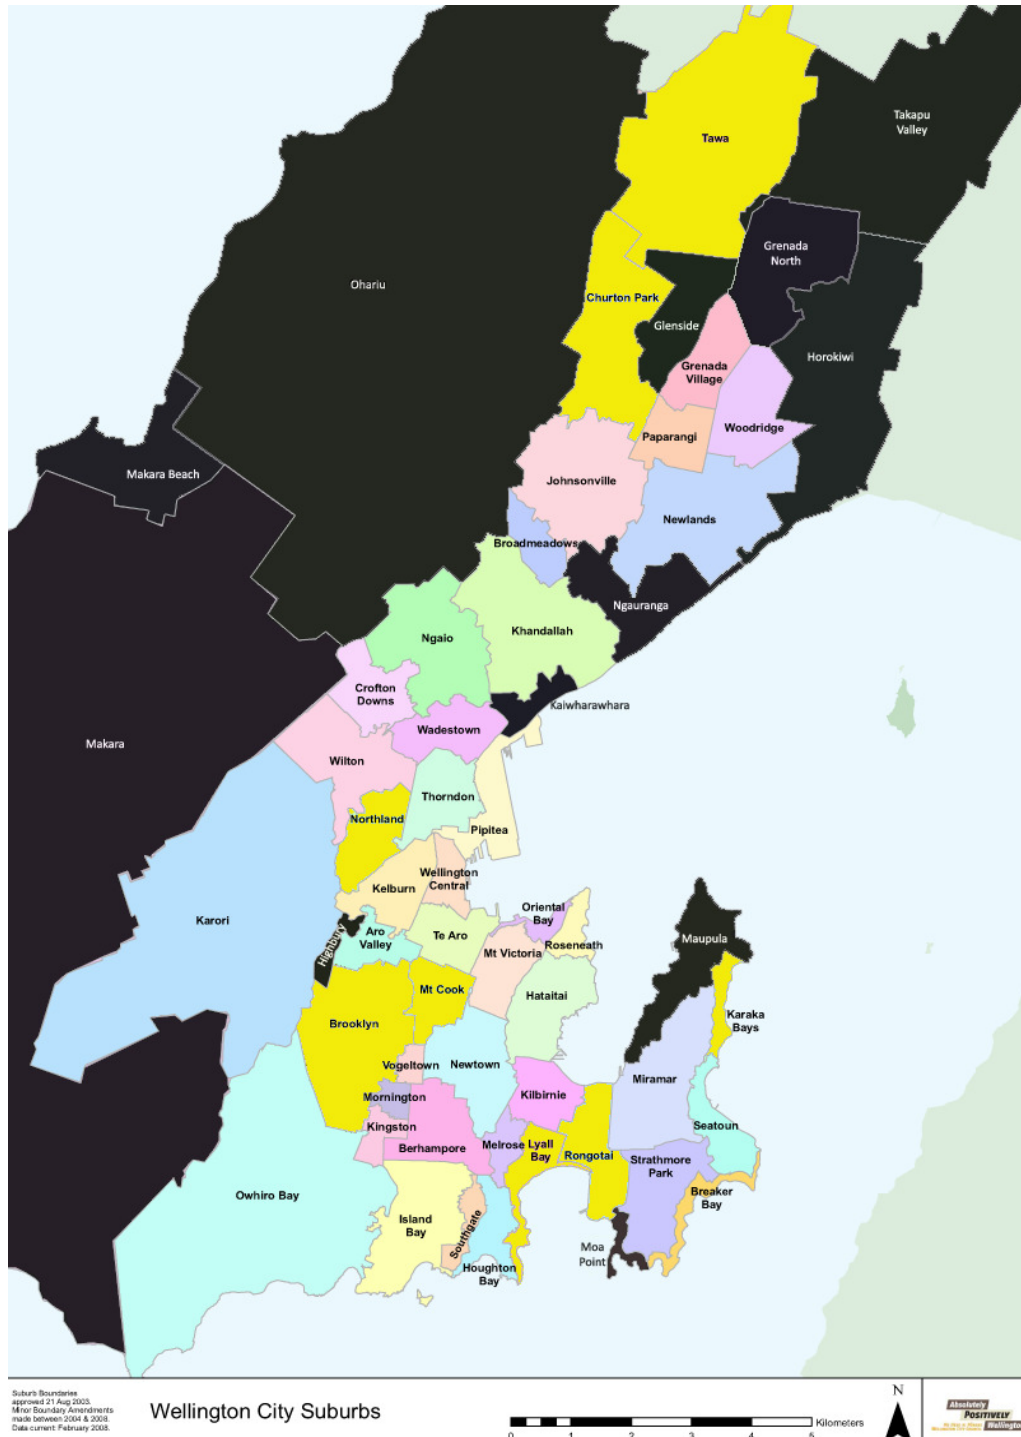 Takapu
Valley
Tawa
Grenada
North
Ohariu
Churton Park
Glenside
Horokiwi
Grenada
Village
Woodridge
Paparangi
Makara Beach
Johnsonville
Newlands
Broadmeadows
Ngauranga
Khandallah
Ngaio
Crofton
Downs
Kaiwharawhara
Wadestown
Makara
Wilton
Thorndon
Northland
Pipitea
Wellington
Central
Kelburn
Karori
Oriental
Bay
Aro
Valley
Te Aro
Highbury
Roseneath
Mt Victoria
Maupula
Mt Cook
Hataitai
Karaka
Bays
Brooklyn
Vogeltown
Newtown
Miramar
Mornington
Kilbirnie
Kingston
Seatoun
Berhampore
Melrose
Lyall
Bay
Rongotai
Strathmore
Park
Owhiro Bay
Breaker
Bay
Island
Bay
Southgate
Moa
Point
Houghton
Bay
Suburb Boundaries
approved 21 Aug 2003.
Minor Boundary Amendments
made between 2004 & 2008.
Data current: February 2008.
Wellington City Suburbs
Kilometers
0 1 2 3 4 5
N
Absolutely
POSITIVELY
Wellington